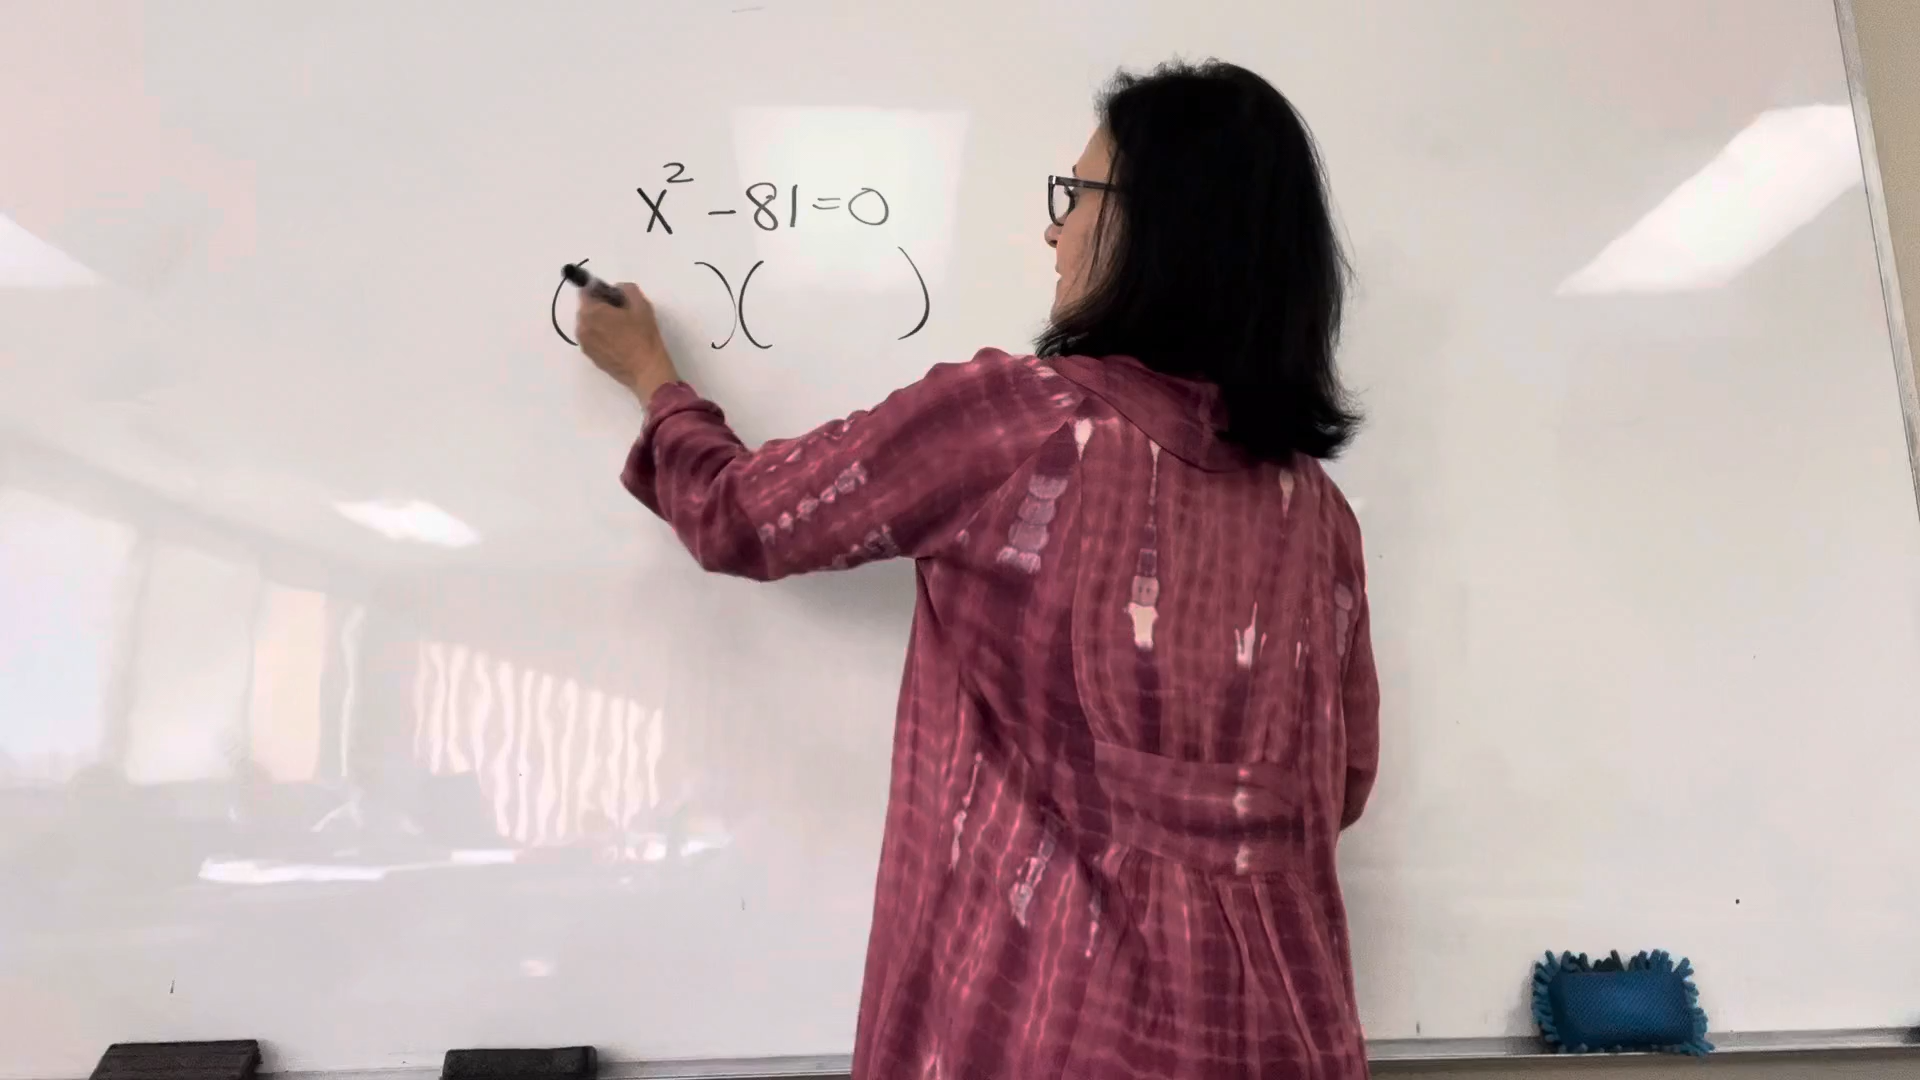 x² - 81 = 0
(     )(     )